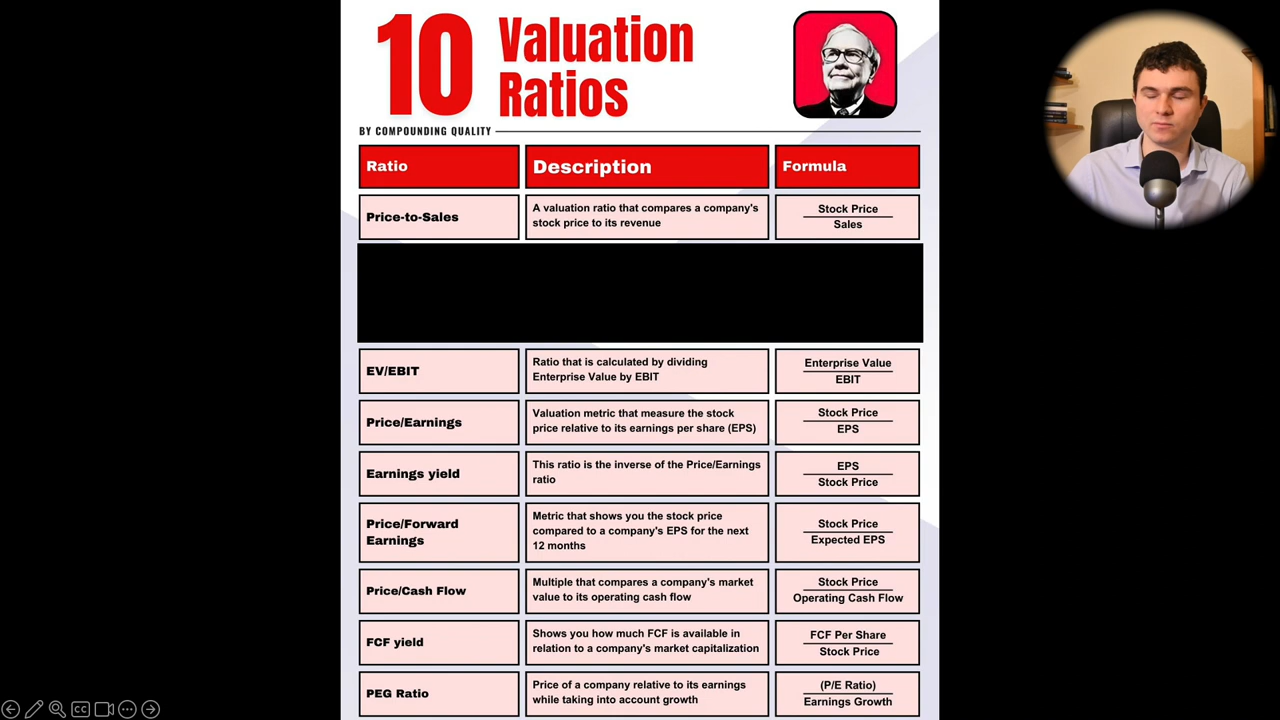 10
Valuation
Ratios
BY COMPOUNDING QUALITY
Ratio
Description
Formula
Price-to-Sales
A valuation ratio that compares a company's
stock price to its revenue
Stock Price
Sales
EV/EBIT
Ratio that is calculated by dividing
Enterprise Value by EBIT
Enterprise Value
EBIT
Price/Earnings
Valuation metric that measure the stock
price relative to its earnings per share (EPS)
Stock Price
EPS
Earnings yield
This ratio is the inverse of the Price/Earnings
ratio
EPS
Stock Price
Price/Forward
Earnings
Metric that shows you the stock price
compared to a company's EPS for the next
12 months
Stock Price
Expected EPS
Price/Cash Flow
Multiple that compares a company's market
value to its operating cash flow
Stock Price
Operating Cash Flow
FCF yield
Shows you how much FCF is available in
relation to a company's market capitalization
FCF Per Share
Stock Price
PEG Ratio
Price of a company relative to its earnings
while taking into account growth
(P/E Ratio)
Earnings Growth
CC